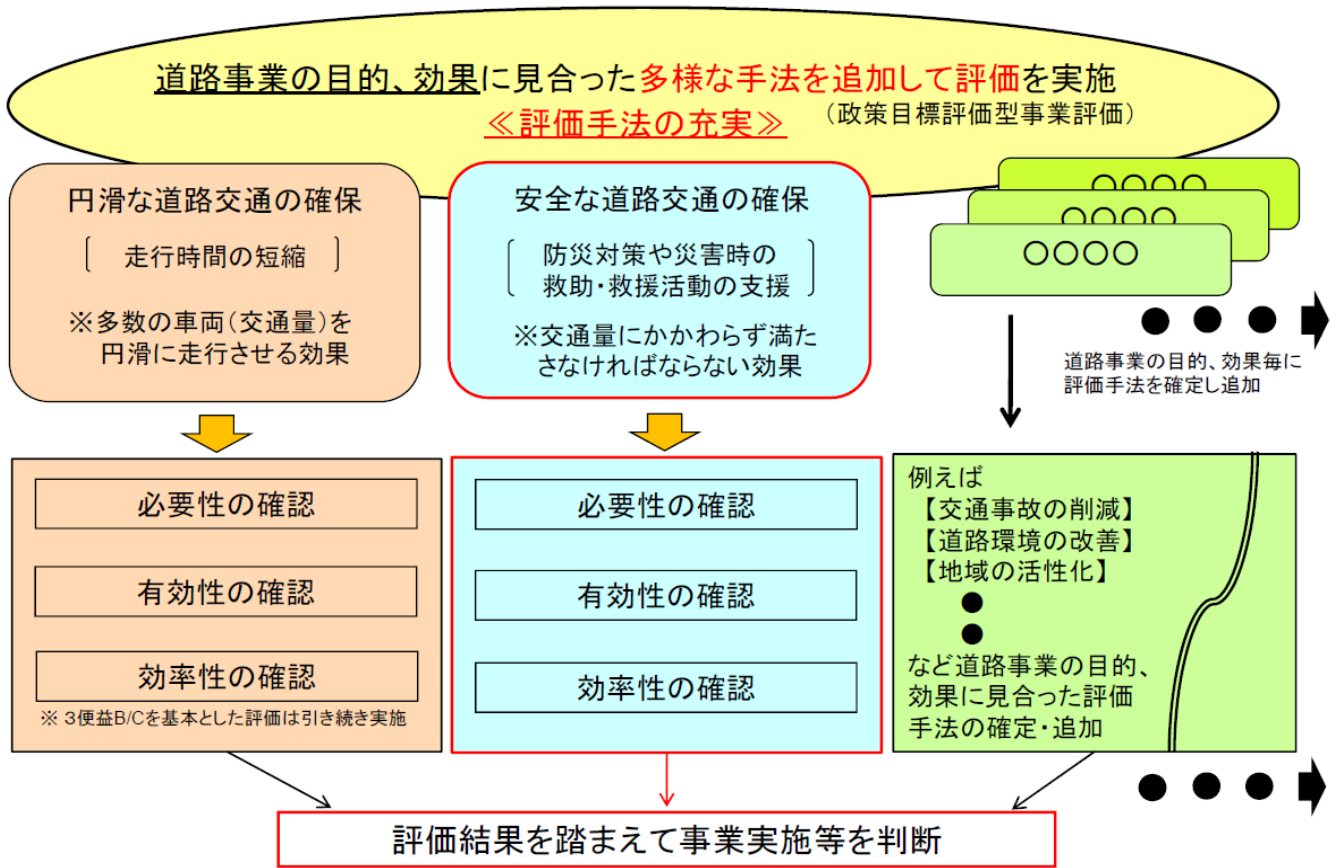 道路事業の目的、効果に見合った多様な手法を追加して評価を実施
≪評価手法の充実≫
(政策目標評価型事業評価)
円滑な道路交通の確保
〔 走行時間の短縮 〕
※多数の車両(交通量)を
円滑に走行させる効果
安全な道路交通の確保
防災対策や災害時の
救助・救援活動の支援
※交通量にかかわらず満た
さなければならない効果
○○○○
○○○○
○○○○
● ● ●
道路事業の目的、効果毎に
評価手法を確定し追加
必要性の確認
有効性の確認
効率性の確認
※ 3便益B/Cを基本とした評価は引き続き実施
必要性の確認
有効性の確認
効率性の確認
例えば
【交通事故の削減】
【道路環境の改善】
【地域の活性化】
●
●
など道路事業の目的、
効果に見合った評価
手法の確定・追加
● ● ●
評価結果を踏まえて事業実施等を判断